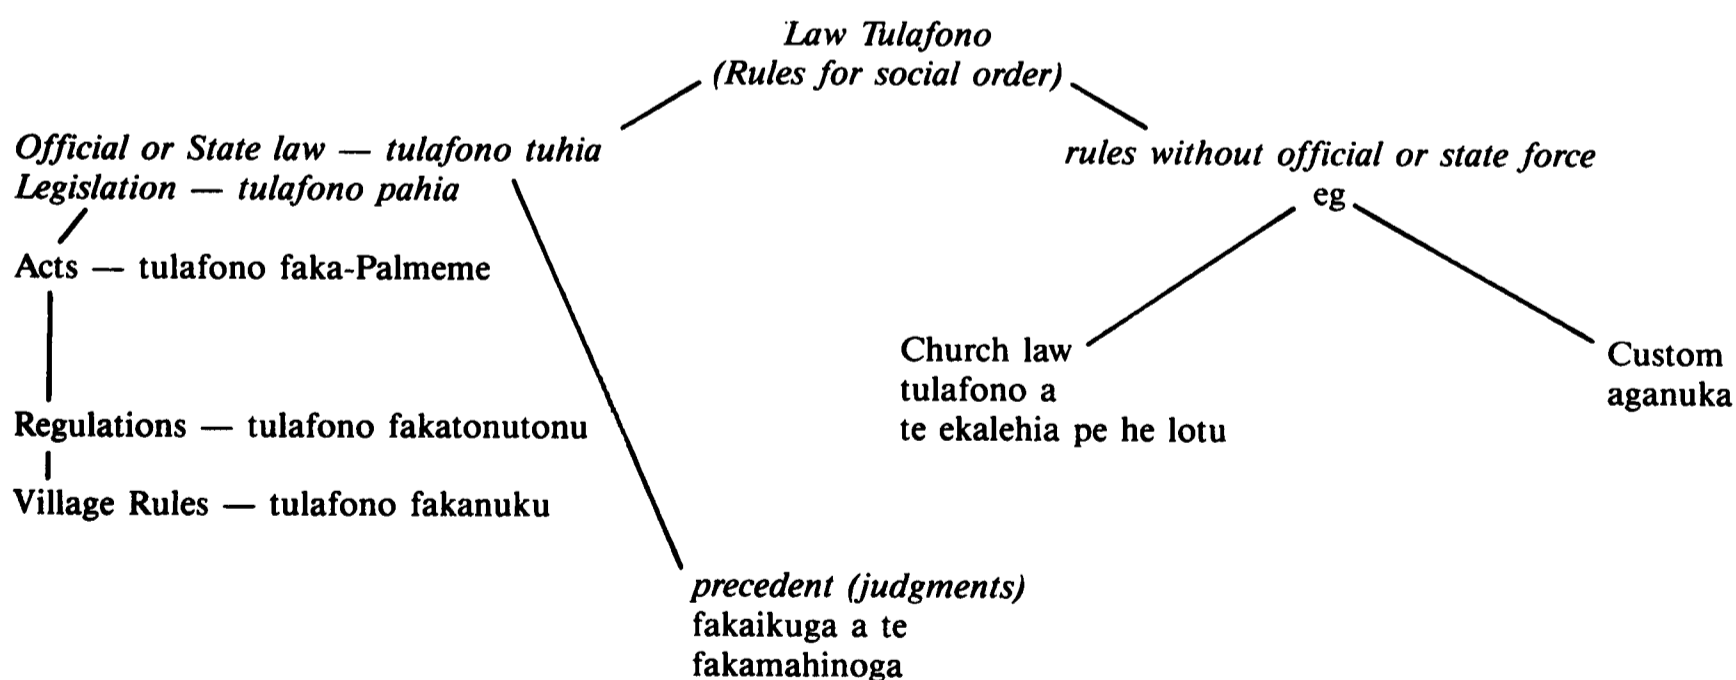 Law Tulafono
(Rules for social order)
Official or State law — tulafono tuhia
Legislation — tulafono pahia
Acts — tulafono faka-Palmeme
Regulations — tulafono fakatonutonu
Village Rules — tulafono fakanuku
precedent (judgments)
fakaikuga a te
fakamahinoga
rules without official or state force
eg
Church law
tulafono a
te ekalehia pe he lotu
Custom
aganuka